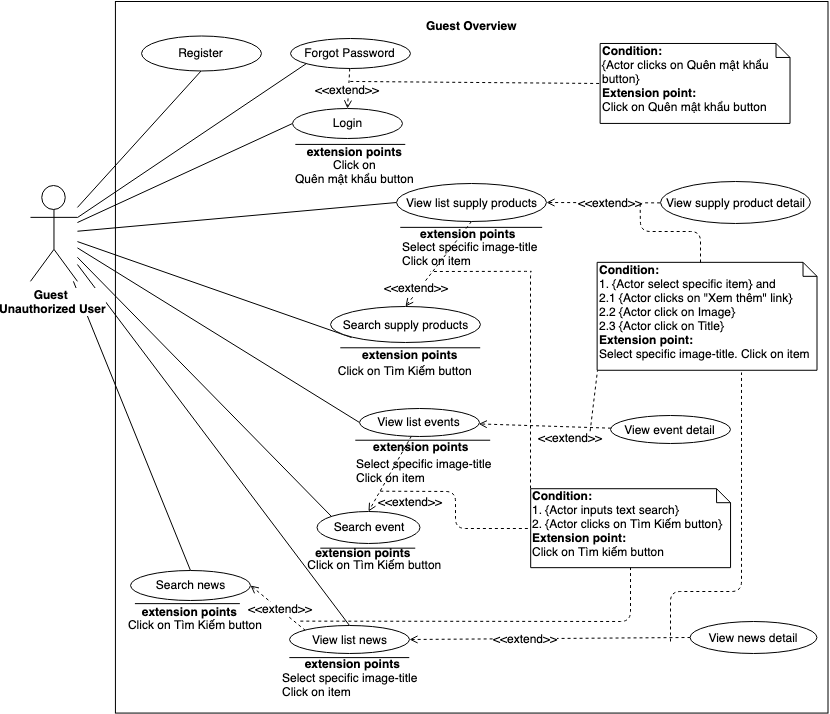 Guest Overview
Register
Forgot Password
Condition:
{Actor clicks on Quên mật khẩu
button}
Extension point:
Click on Quên mật khẩu button
<<extend>>
Login
extension points
Click on
Quên mật khẩu button
View list supply products
<<extend>>
View supply product detail
extension points
Select specific image-title
Click on item
<<extend>>
Guest
Unauthorized User
Condition:
1. {Actor select specific item} and
2.1 {Actor clicks on "Xem thêm" link}
2.2 {Actor click on Image}
2.3 {Actor click on Title}
Extension point:
Select specific image-title. Click on item
Search supply products
extension points
Click on Tìm Kiếm button
View list events
<<extend>>
View event detail
extension points
Select specific image-title
Click on item
<<extend>>
Condition:
1. {Actor inputs text search}
2. {Actor clicks on Tìm Kiếm button}
Extension point:
Click on Tìm kiếm button
Search event
extension points
Click on Tìm Kiếm button
Search news
extension points
Click on Tìm Kiếm button
<<extend>>
View list news
<<extend>>
View news detail
extension points
Select specific image-title
Click on item